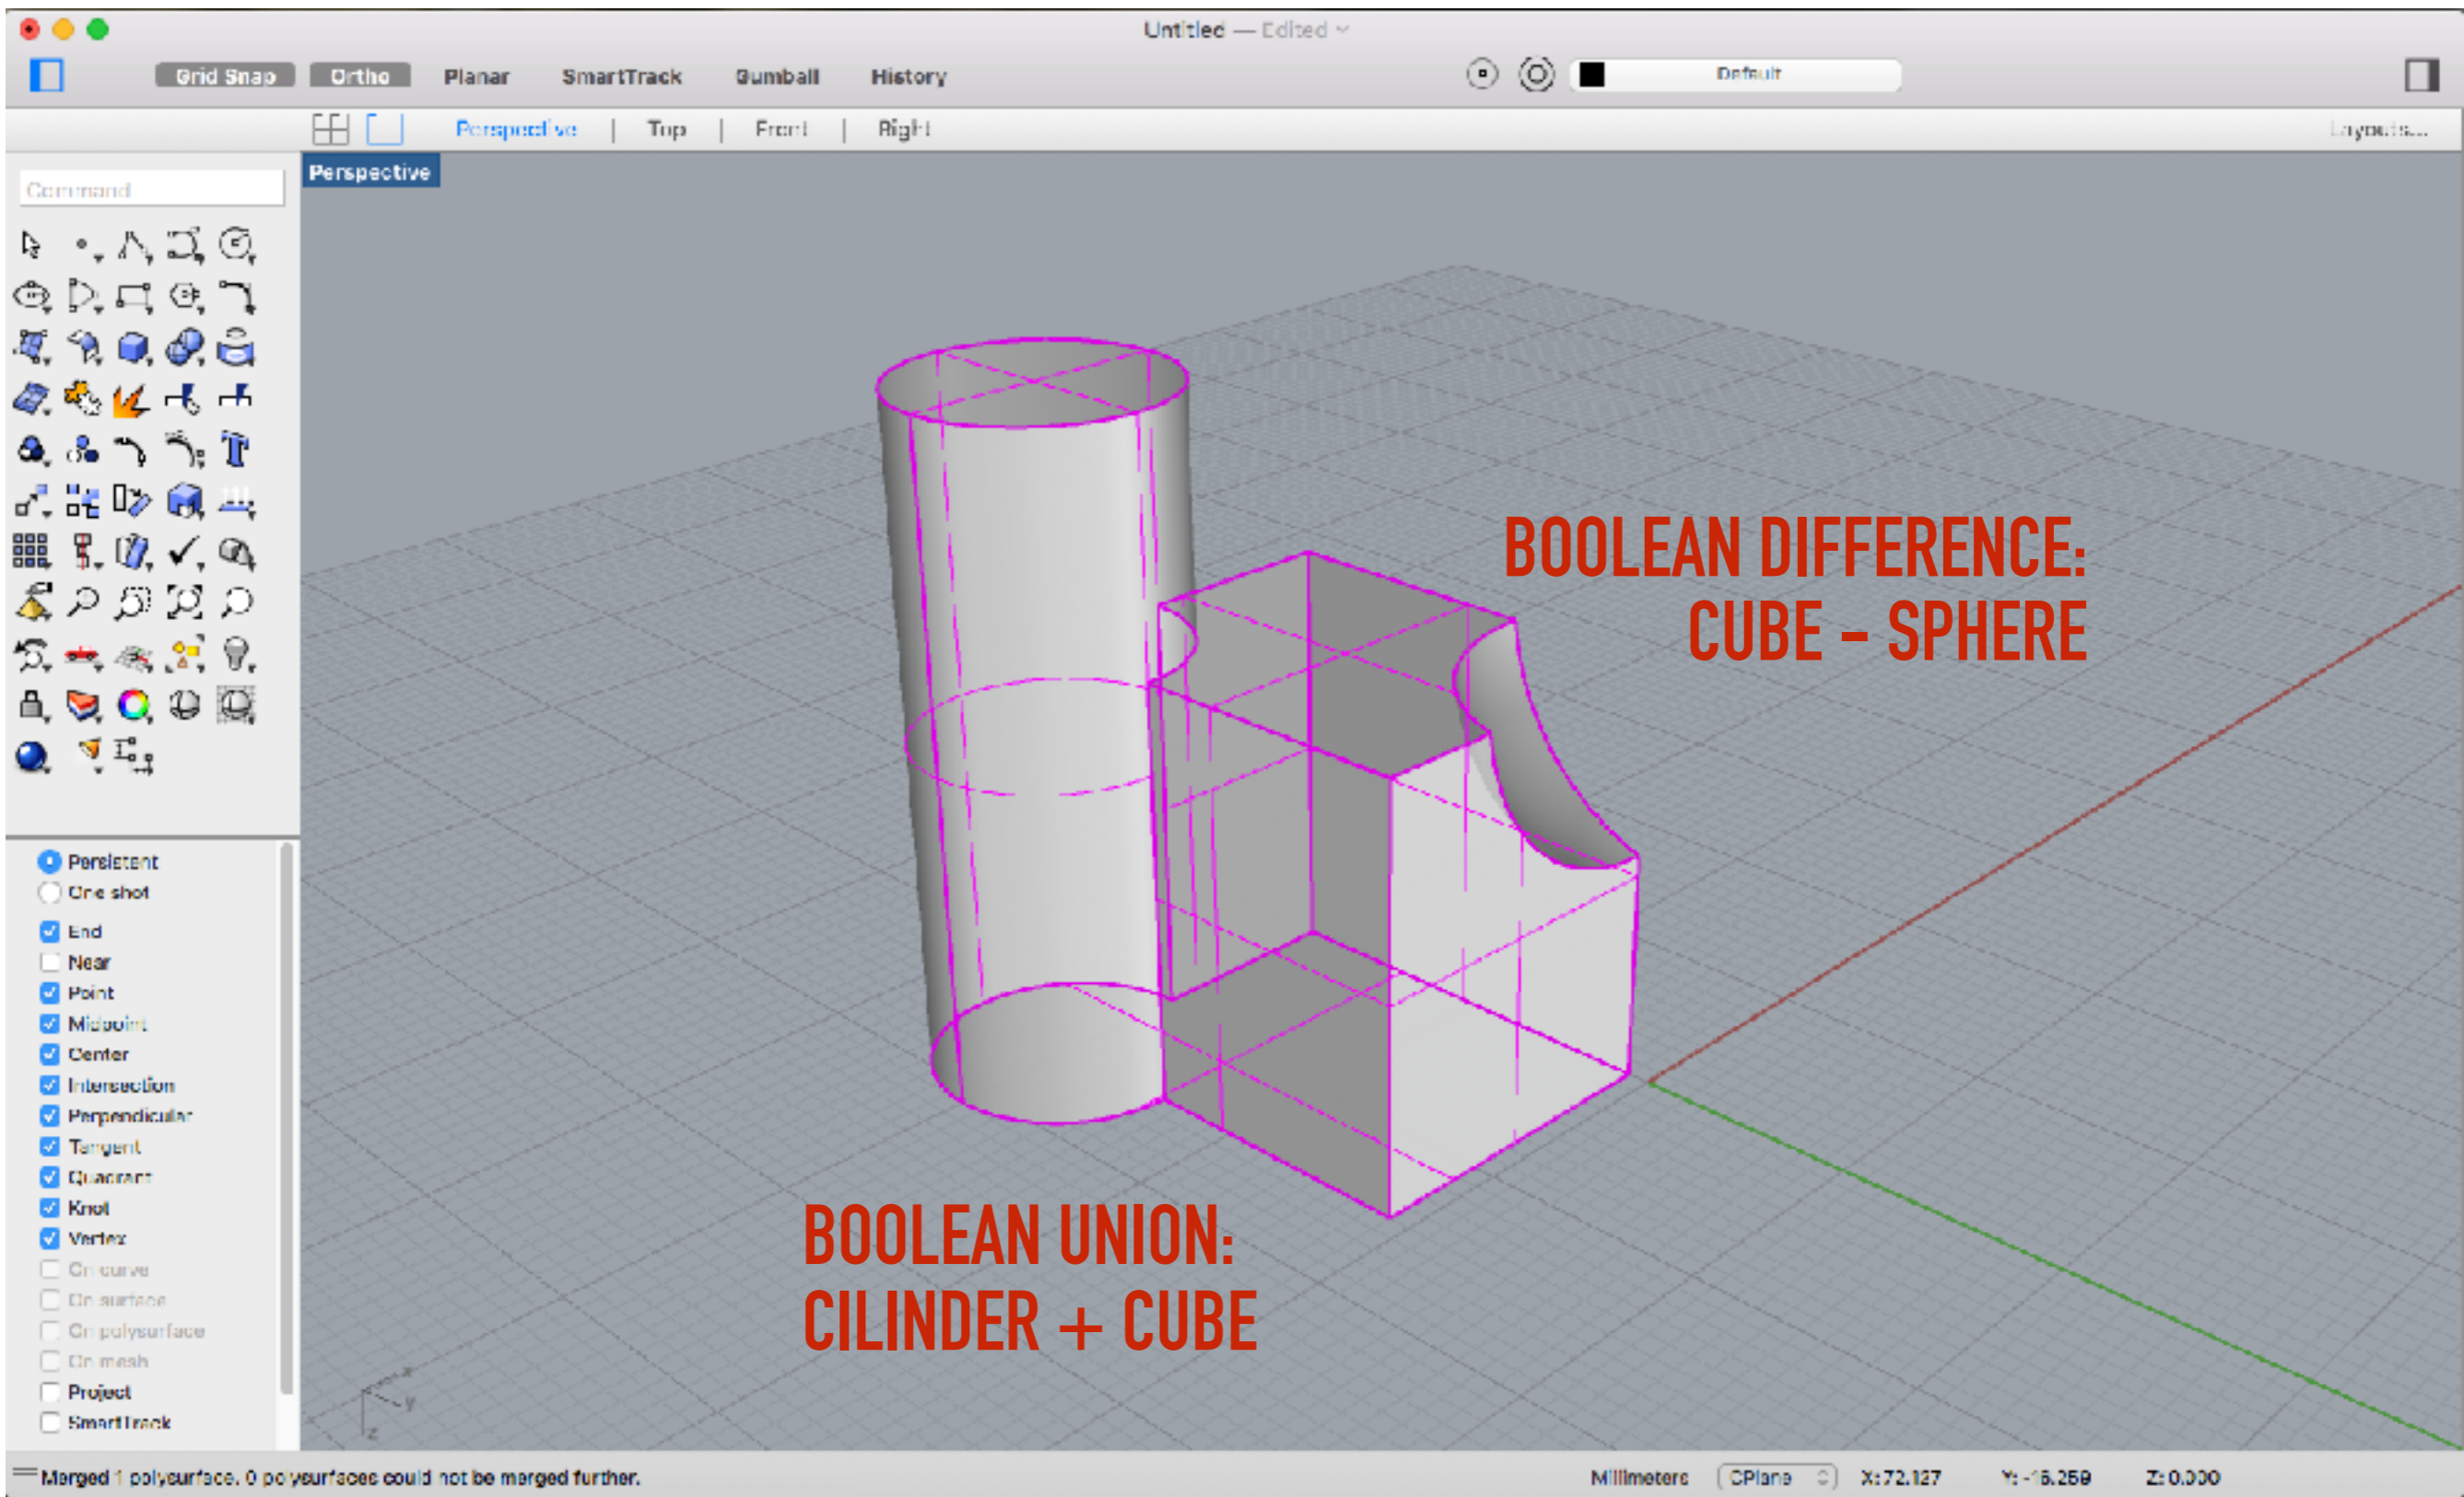 Untitled — Edited
Grid Snap Ortho Planar SmartTrack Gumball History
Default
Perspective | Top | Front | Right
Layouts...
Perspective
Command
BOOLEAN DIFFERENCE:
CUBE – SPHERE
Persistent
One shot
End
Near
Point
Midpoint
Center
Intersection
Perpendicular
Tangent
Quadrant
Knot
Vertex
On curve
On surface
On polysurface
On mesh
Project
SmartTrack
BOOLEAN UNION:
CILINDER + CUBE
x
y
z
Merged 1 polysurface. 0 polysurfaces could not be merged further.
Millimeters CPlane X: 72.127 Y: -16.259 Z: 0.000